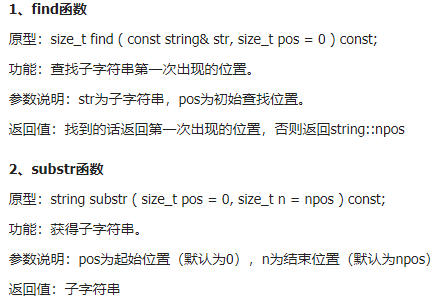 1、find函数
原型：size_t find ( const string& str, size_t pos = 0 ) const;
功能：查找子字符串第一次出现的位置。
参数说明：str为子字符串，pos为初始查找位置。
返回值：找到的话返回第一次出现的位置，否则返回string::npos
2、substr函数
原型：string substr ( size_t pos = 0, size_t n = npos ) const;
功能：获得子字符串。
参数说明：pos为起始位置（默认为0），n为结束位置（默认为npos）
返回值：子字符串